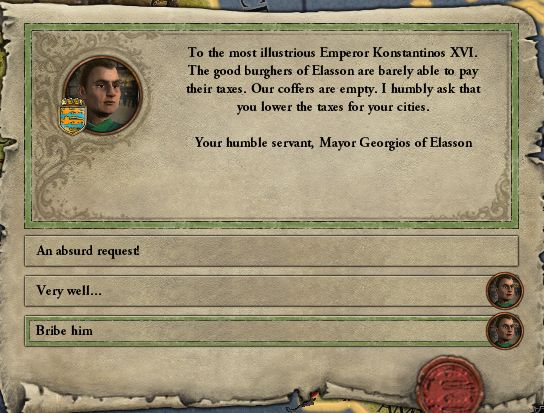 To the most illustrious Emperor Konstantinos XVI.
The good burghers of Elasson are barely able to pay
their taxes. Our coffers are empty. I humbly ask that
you lower the taxes for your cities.
Your humble servant, Mayor Georgios of Elasson
An absurd request!
Very well...
Bribe him